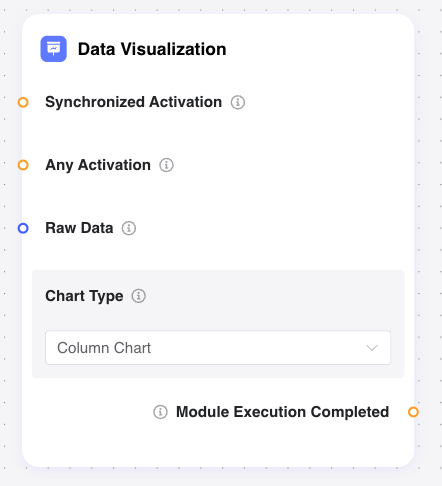 Data Visualization
Synchronized Activation
Any Activation
Raw Data
Chart Type
Column Chart
Module Execution Completed